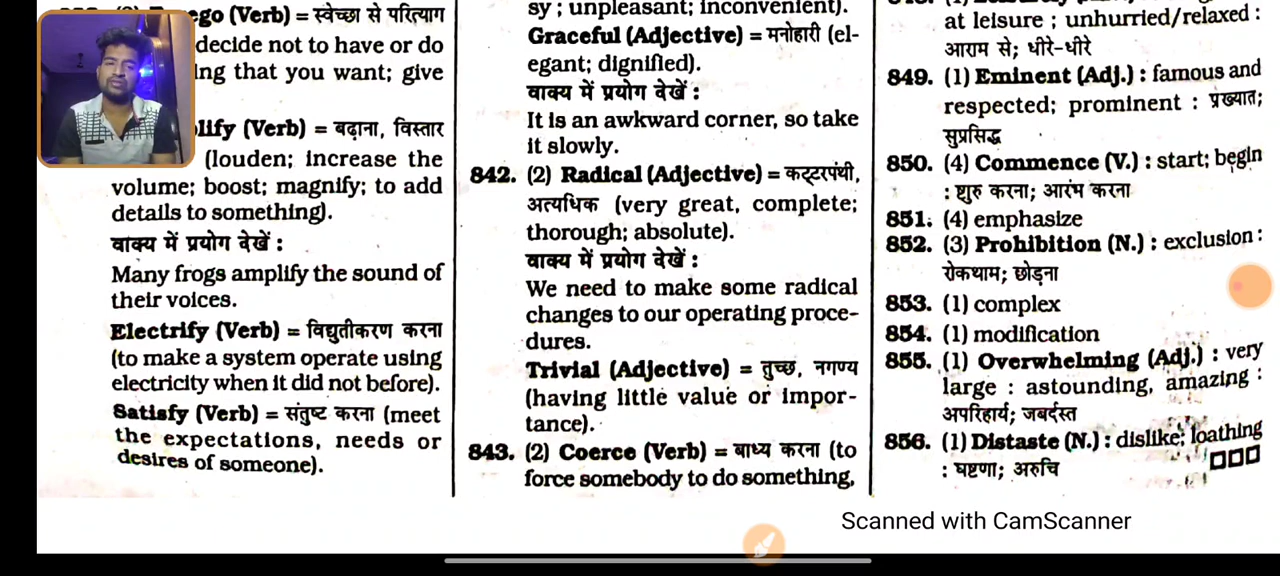 ego (Verb) = स्वेच्छा से परित्याग
decide not to have or do
ing that you want; give
lify (Verb) = बढ़ाना, विस्तार
(louden; increase the
volume; boost; magnify; to add
details to something).
वाक्य में प्रयोग देखें :
Many frogs amplify the sound of
their voices.
Electrify (Verb) = विद्युतीकरण करना
(to make a system operate using
electricity when it did not before).
Satisfy (Verb) = संतुष्ट करना (meet
the expectations, needs or
desires of someone).
sy ; unpleasant; inconvenient).
Graceful (Adjective) = मनोहारी (el-
egant; dignified).
वाक्य में प्रयोग देखें :
It is an awkward corner, so take
it slowly.
842. (2) Radical (Adjective) = कट्टरपंथी,
अत्यधिक (very great, complete;
thorough; absolute).
वाक्य में प्रयोग देखें :
We need to make some radical
changes to our operating proce-
dures.
Trivial (Adjective) = तुच्छ, नगण्य
(having little value or impor-
tance).
843. (2) Coerce (Verb) = बाध्य करना (to
force somebody to do something,
at leisure ; unhurried/relaxed :
आराम से; धीरे-धीरे
849. (1) Eminent (Adj.) : famous and
respected; prominent : प्रख्यात;
सुप्रसिद्ध
850. (4) Commence (V.) : start; begin
: शुरु करना; आरंभ करना
851. (4) emphasize
852. (3) Prohibition (N.) : exclusion :
रोकथाम; छोड़ना
853. (1) complex
854. (1) modification
855. (1) Overwhelming (Adj.) : very
large : astounding, amazing :
अपरिहार्य; जबर्दस्त
856. (1) Distaste (N.) : dislike; loathing
: घृणा; अरुचि
Scanned with CamScanner